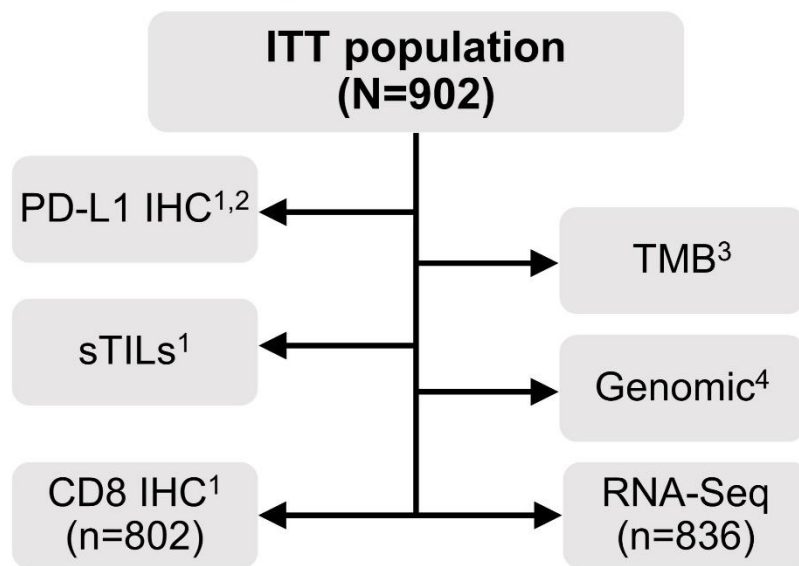 ITT population
(N=902)
PD-L1 IHC¹,²
TMB³
sTILs¹
Genomic⁴
CD8 IHC¹
(n=802)
RNA-Seq
(n=836)